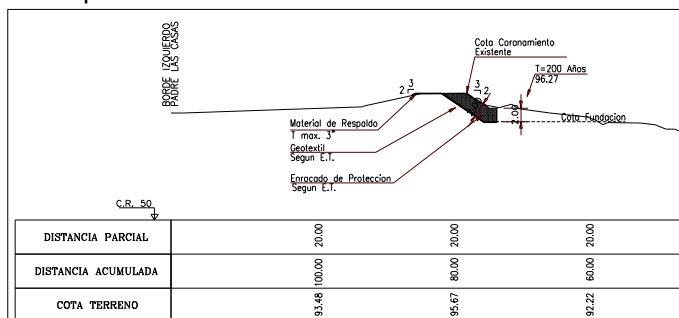 BORDE IZQUIERDO
PADRE LAS CASAS
Cota Coronamiento
Existente
T=200 Años
96.27
3
2
3
2
2.00
Cota Fundacion
Material de Respaldo
T max. 3"
Geotextil
Segun E.T.
Enrocado de Proteccion
Segun E.T.
C.R. 50
DISTANCIA PARCIAL 20.00 20.00 20.00
DISTANCIA ACUMULADA 100.00 80.00 60.00
COTA TERRENO 93.48 95.67 92.22